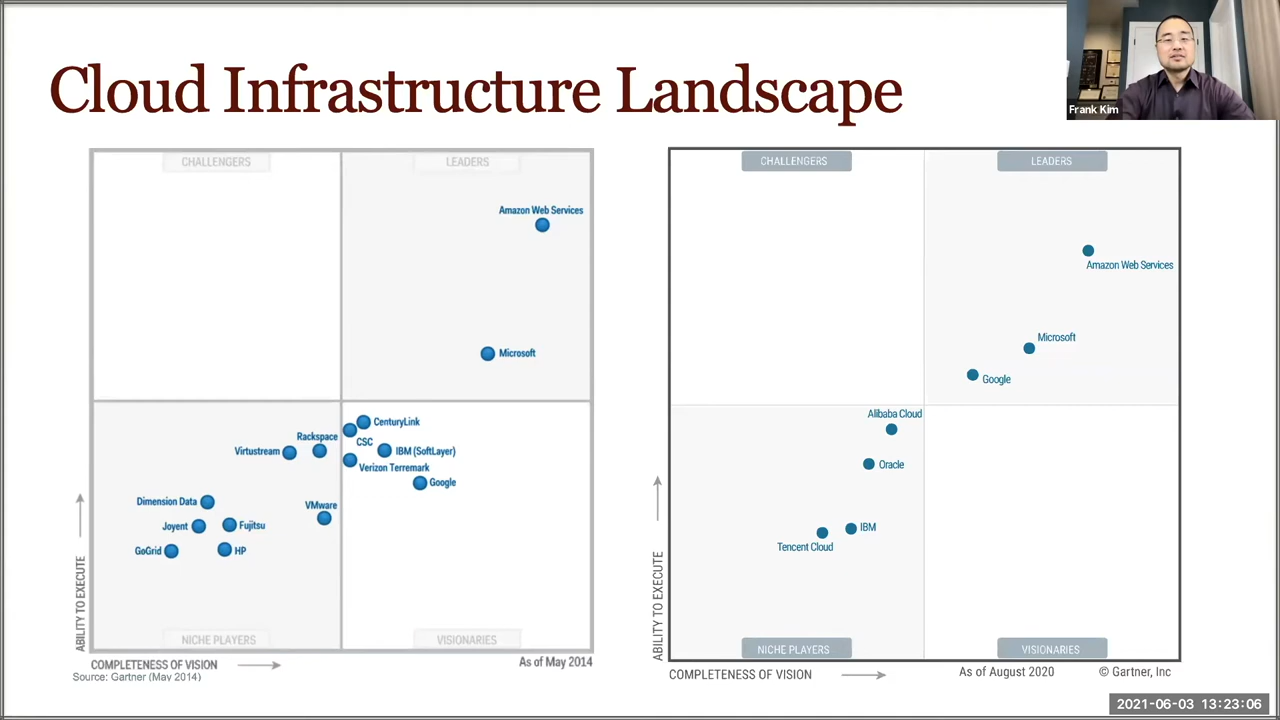 Cloud Infrastructure Landscape
Frank Kim
CHALLENGERS
LEADERS
Amazon Web Services
Microsoft
CenturyLink
Rackspace
CSC
Virtustream
IBM (SoftLayer)
Verizon Terremark
Google
Dimension Data
VMware
Joyent
Fujitsu
GoGrid
HP
ABILITY TO EXECUTE
NICHE PLAYERS
VISIONARIES
COMPLETENESS OF VISION
As of May 2014
Source: Gartner (May 2014)
CHALLENGERS
LEADERS
Amazon Web Services
Microsoft
Google
Alibaba Cloud
Oracle
IBM
Tencent Cloud
ABILITY TO EXECUTE
NICHE PLAYERS
VISIONARIES
COMPLETENESS OF VISION
As of August 2020
© Gartner, Inc
2021-06-03 13:23:06